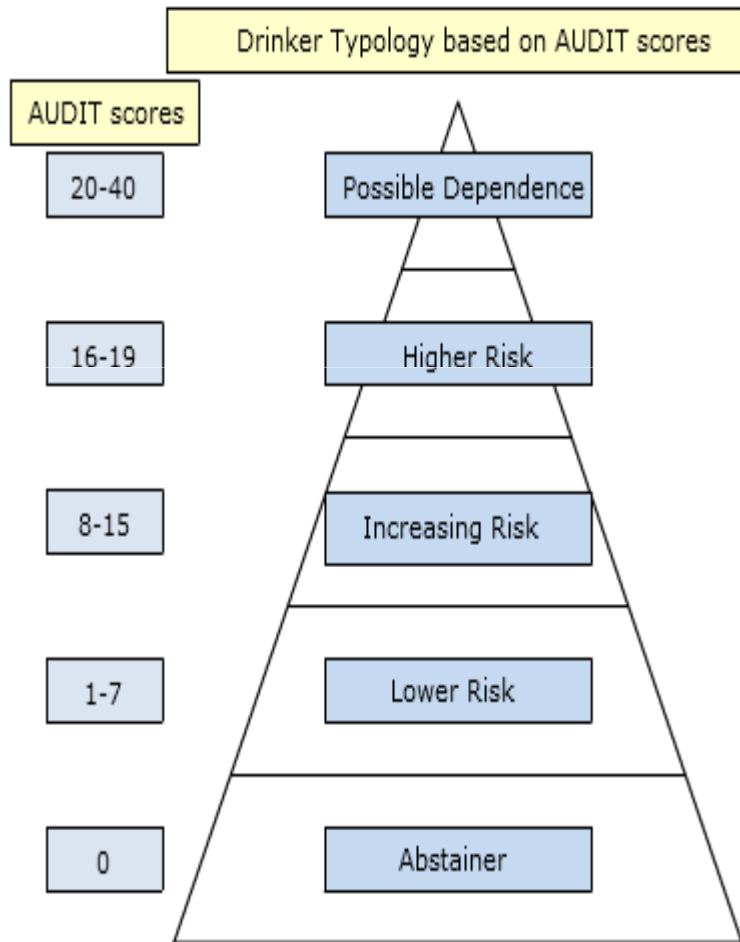 Drinker Typology based on AUDIT scores
AUDIT scores
20-40
Possible Dependence
16-19
Higher Risk
8-15
Increasing Risk
1-7
Lower Risk
0
Abstainer